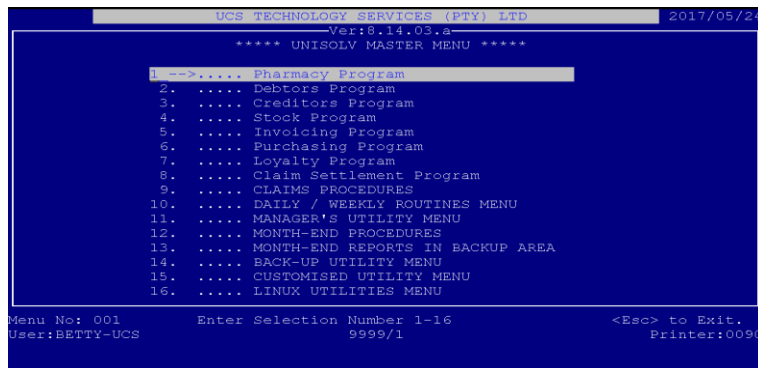 UCS TECHNOLOGY SERVICES (PTY) LTD 2017/05/24
Ver:8.14.03.a
***** UNISOLV MASTER MENU *****
1 -->..... Pharmacy Program
2. ..... Debtors Program
3. ..... Creditors Program
4. ..... Stock Program
5. ..... Invoicing Program
6. ..... Purchasing Program
7. ..... Loyalty Program
8. ..... Claim Settlement Program
9. ..... CLAIMS PROCEDURES
10. ..... DAILY / WEEKLY ROUTINES MENU
11. ..... MANAGER'S UTILITY MENU
12. ..... MONTH-END PROCEDURES
13. ..... MONTH-END REPORTS IN BACKUP AREA
14. ..... BACK-UP UTILITY MENU
15. ..... CUSTOMISED UTILITY MENU
16. ..... LINUX UTILITIES MENU
Menu No: 001 Enter Selection Number 1-16 <Esc> to Exit.
User:BETTY-UCS 9999/1 Printer:0090